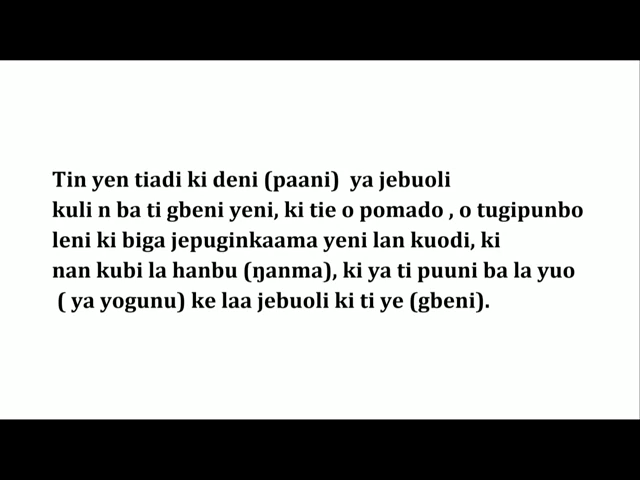 Tin yen tiadi ki deni (paani)  ya jebuoli
kuli n ba ti gbeni yeni, ki tie o pomado , o tugipunbo
leni ki biga jepuginkaama yeni lan kuodi, ki
nan kubi la hanbu (ŋanma), ki ya ti puuni ba la yuo
( ya yogunu) ke laa jebuoli ki ti ye (gbeni).